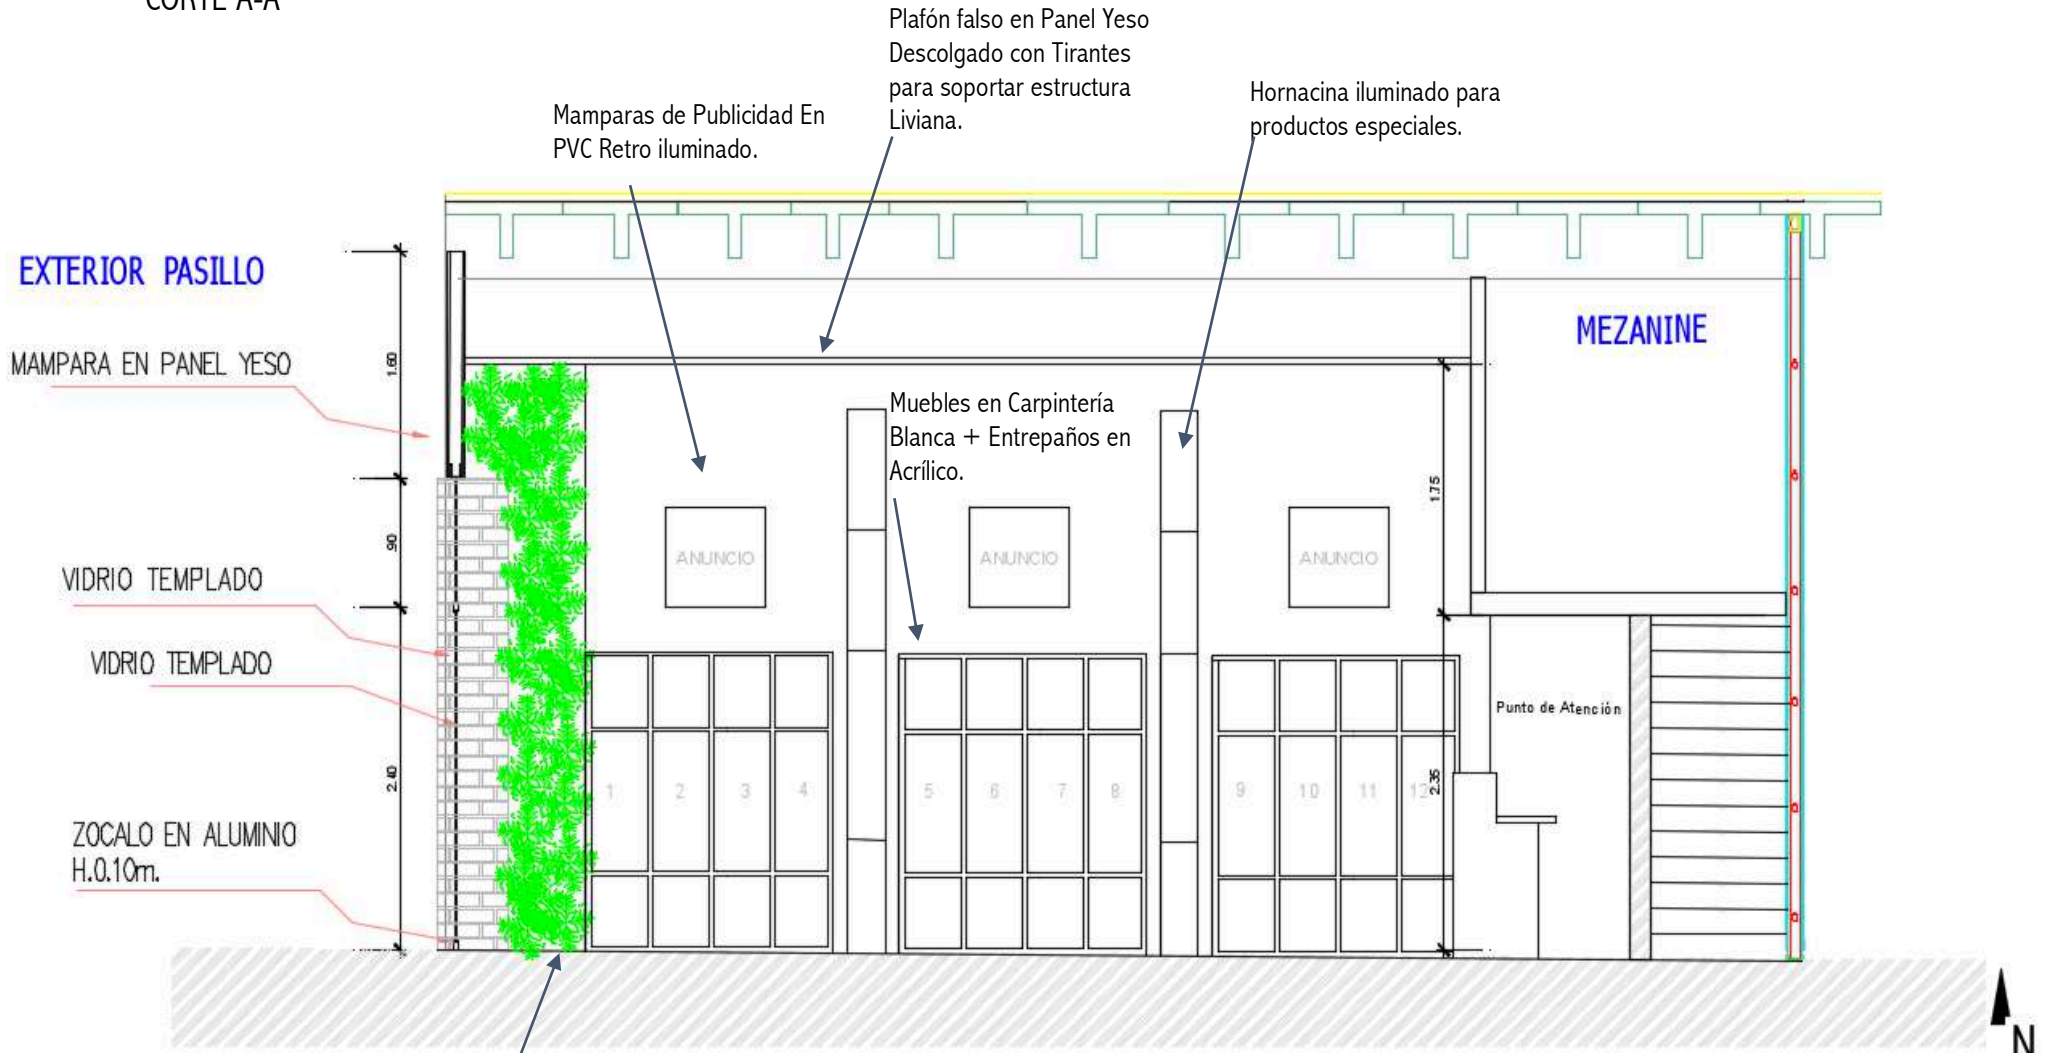 CORTE A-A
Plafón falso en Panel Yeso
Descolgado con Tirantes
para soportar estructura
Liviana.
Mamparas de Publicidad En
PVC Retro iluminado.
Hornacina iluminado para
productos especiales.
EXTERIOR PASILLO
MEZANINE
MAMPARA EN PANEL YESO
1.60
Muebles en Carpintería
Blanca + Entrepaños en
Acrílico.
1.75
.90
ANUNCIO
ANUNCIO
ANUNCIO
VIDRIO TEMPLADO
VIDRIO TEMPLADO
Punto de Atención
2.40
2.35
1 2 3 4 5 6 7 8 9 10 11 12
ZOCALO EN ALUMINIO
H.0.10m.
N